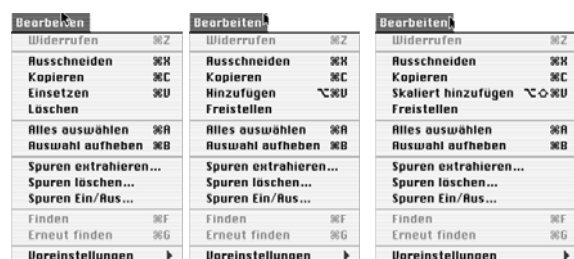 Bearbeiten
Widerrufen ⌘Z
Ausschneiden ⌘X
Kopieren ⌘C
Einsetzen ⌘V
Löschen
Alles auswählen ⌘A
Auswahl aufheben ⌘B
Spuren extrahieren...
Spuren löschen...
Spuren Ein/Aus...
Finden ⌘F
Erneut finden ⌘G
Voreinstellungen
Bearbeiten
Widerrufen ⌘Z
Ausschneiden ⌘X
Kopieren ⌘C
Hinzufügen ⌥⌘V
Freistellen
Alles auswählen ⌘A
Auswahl aufheben ⌘B
Spuren extrahieren...
Spuren löschen...
Spuren Ein/Aus...
Finden ⌘F
Erneut finden ⌘G
Voreinstellungen
Bearbeiten
Widerrufen ⌘Z
Ausschneiden ⌘X
Kopieren ⌘C
Skaliert hinzufügen ⌥⇧⌘V
Freistellen
Alles auswählen ⌘A
Auswahl aufheben ⌘B
Spuren extrahieren...
Spuren löschen...
Spuren Ein/Aus...
Finden ⌘F
Erneut finden ⌘G
Voreinstellungen